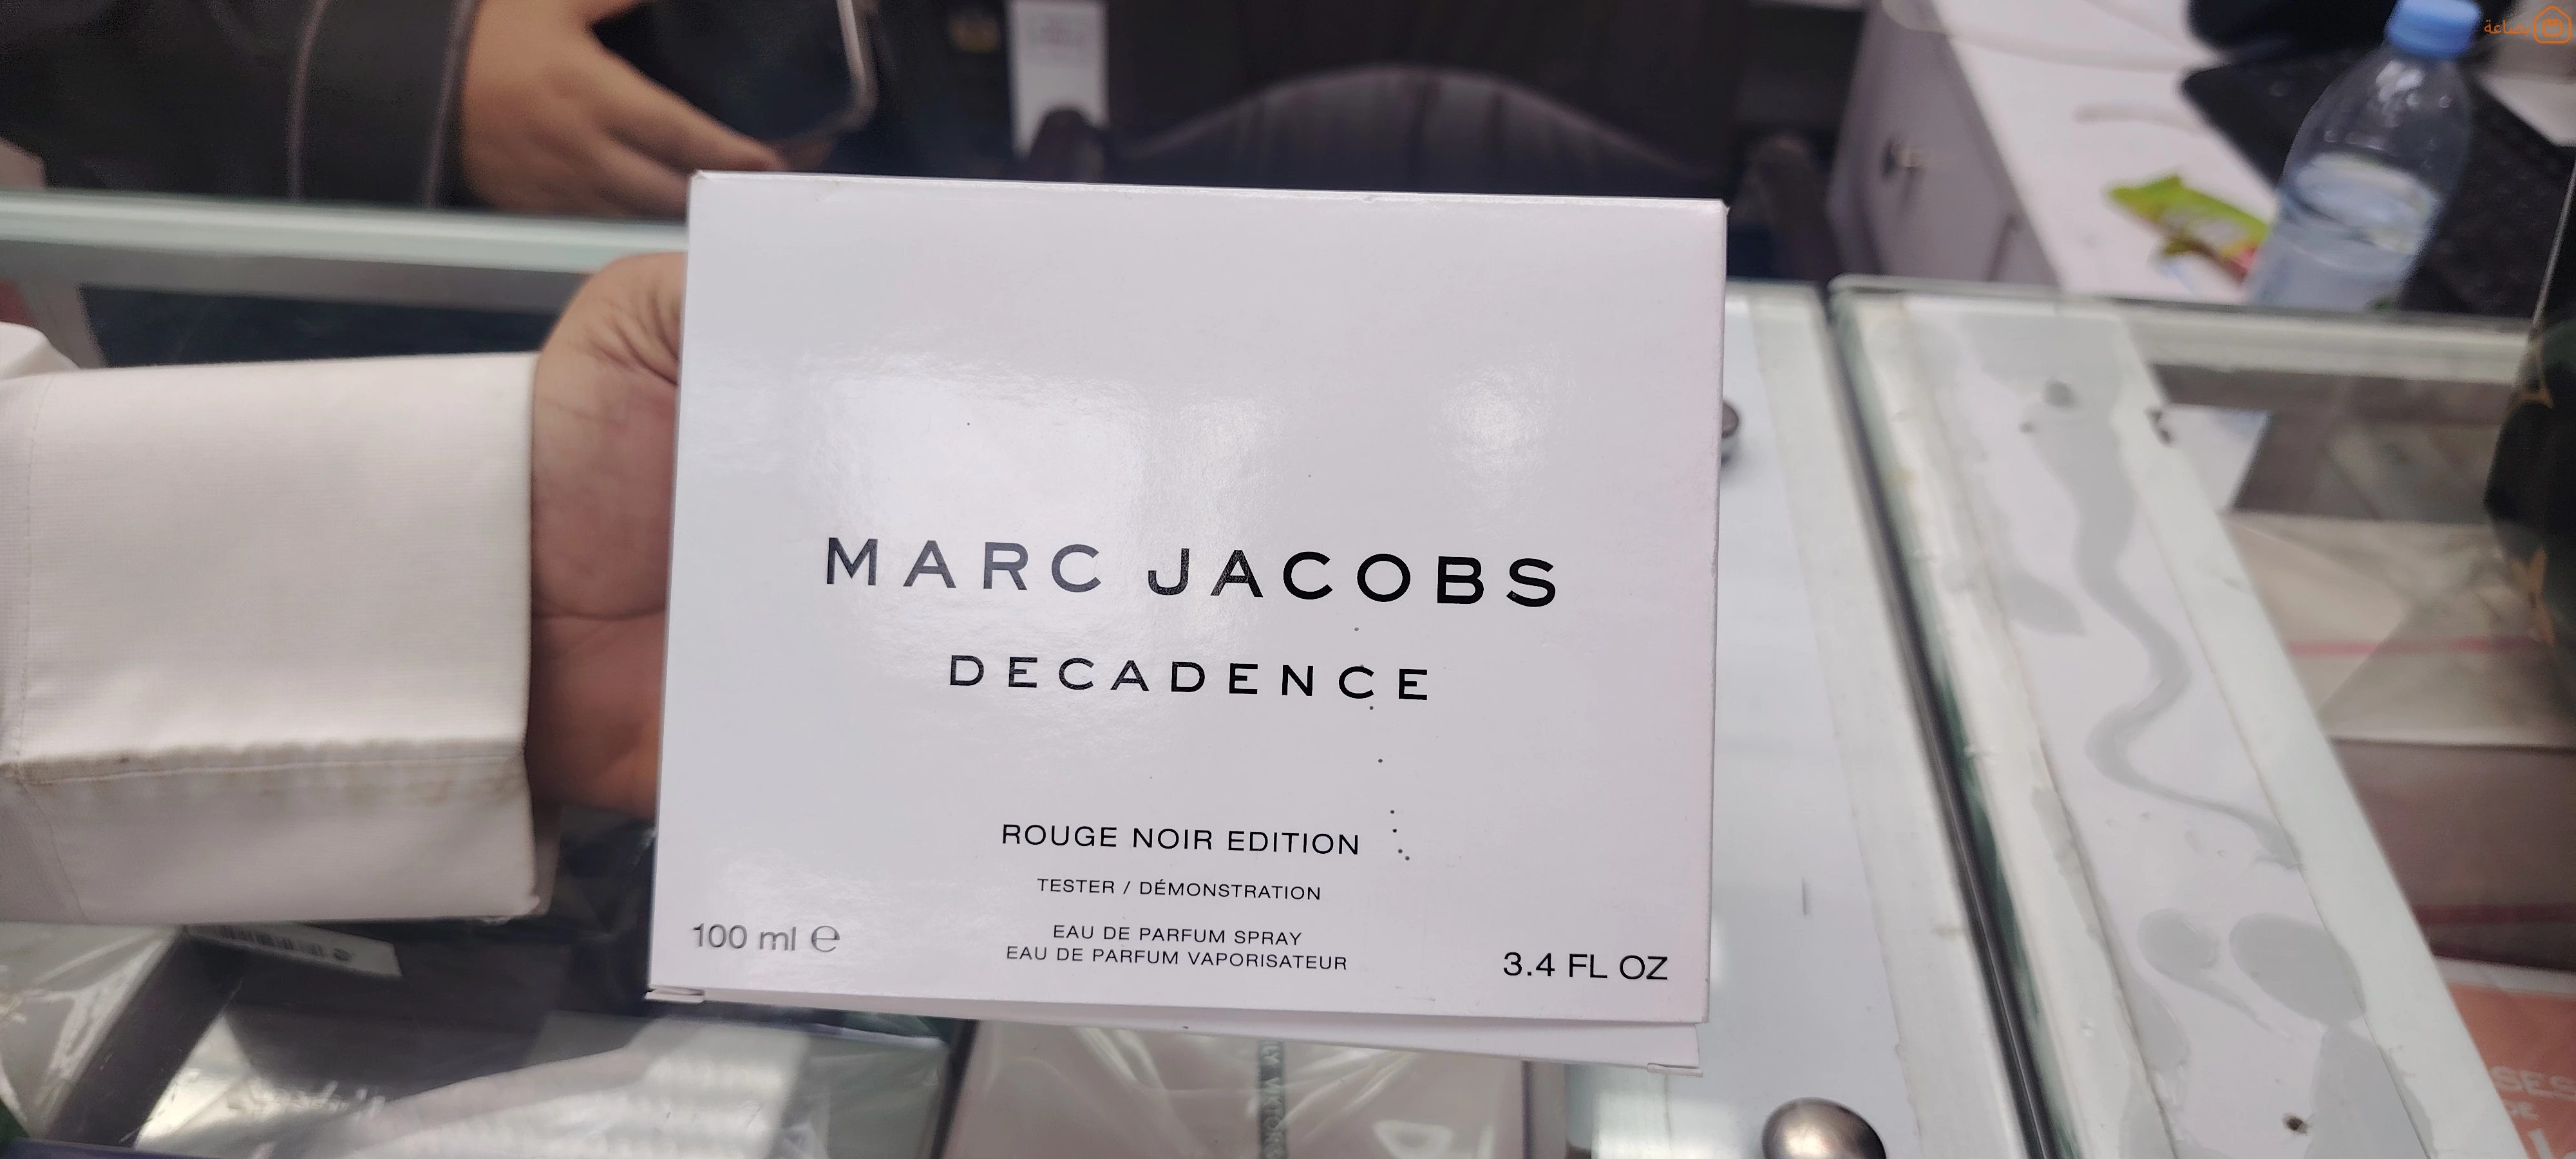 بضاعة
MARC JACOBS
DECADENCE
ROUGE NOIR EDITION
TESTER / DÉMONSTRATION
100 ml ℮
EAU DE PARFUM SPRAY
EAU DE PARFUM VAPORISATEUR
3.4 FL OZ